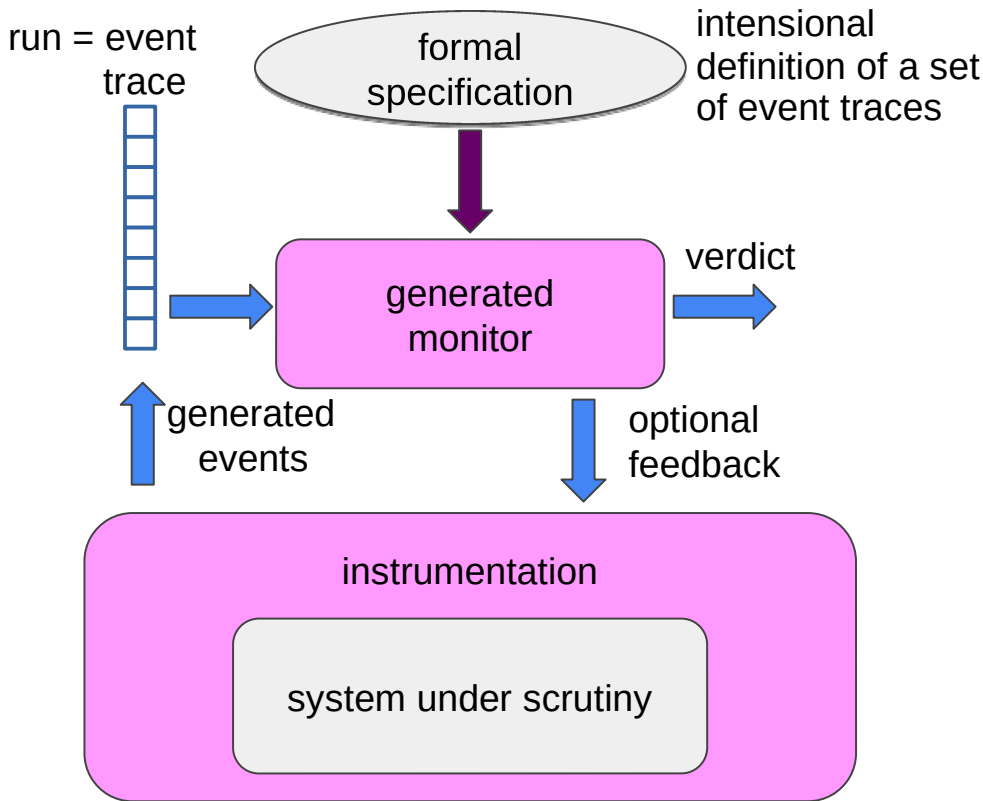 run = event
trace
formal
specification
intensional
definition of a set
of event traces
generated
monitor
verdict
generated
events
optional
feedback
instrumentation
system under scrutiny